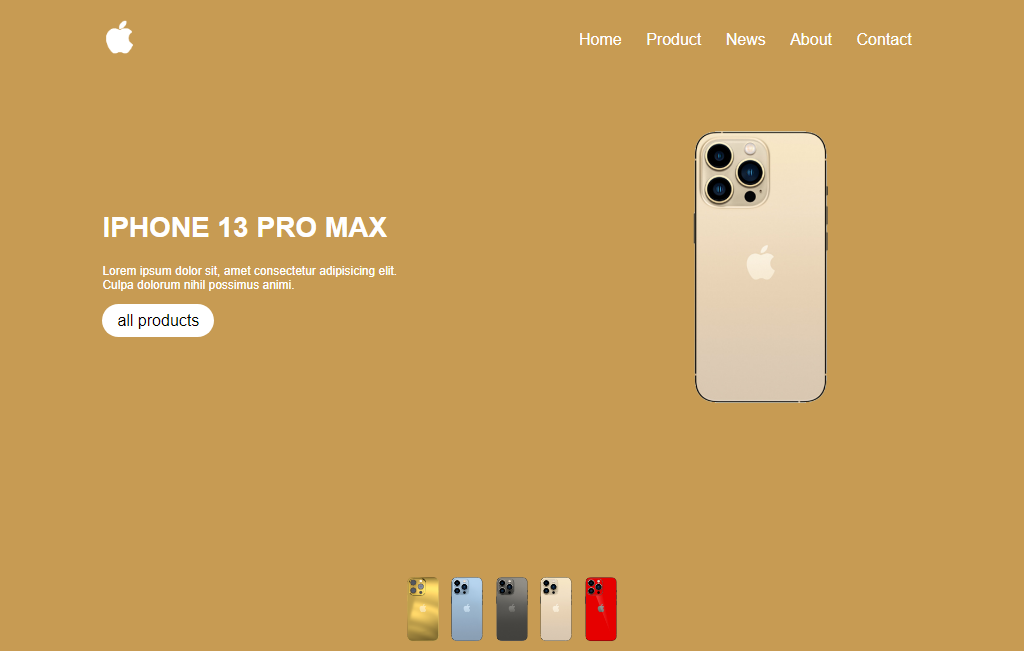 Home Product News About Contact
IPHONE 13 PRO MAX
Lorem ipsum dolor sit, amet consectetur adipisicing elit.
Culpa dolorum nihil possimus animi.
all products